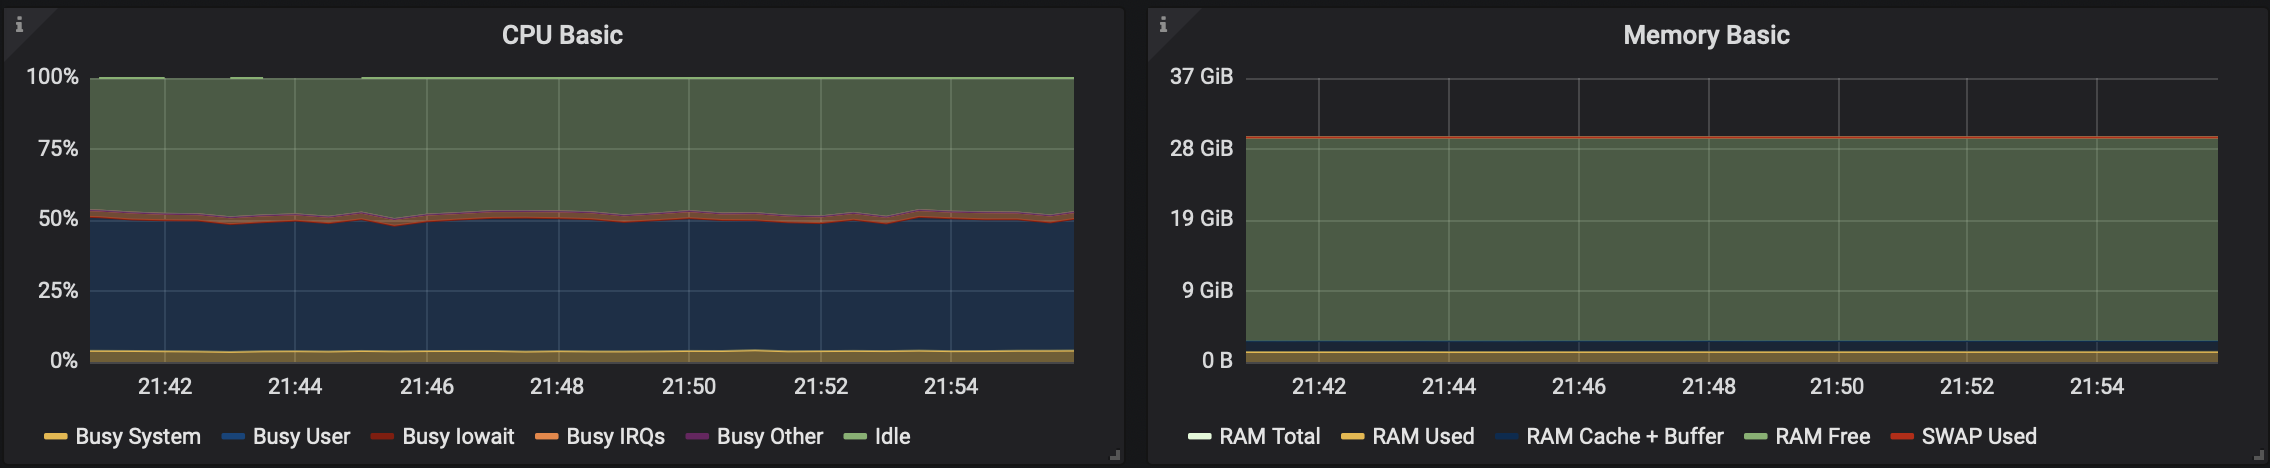 CPU Basic
100%
75%
50%
25%
0%
21:42 21:44 21:46 21:48 21:50 21:52 21:54
Busy System Busy User Busy Iowait Busy IRQs Busy Other Idle
Memory Basic
37 GiB
28 GiB
19 GiB
9 GiB
0 B
21:42 21:44 21:46 21:48 21:50 21:52 21:54
RAM Total RAM Used RAM Cache + Buffer RAM Free SWAP Used